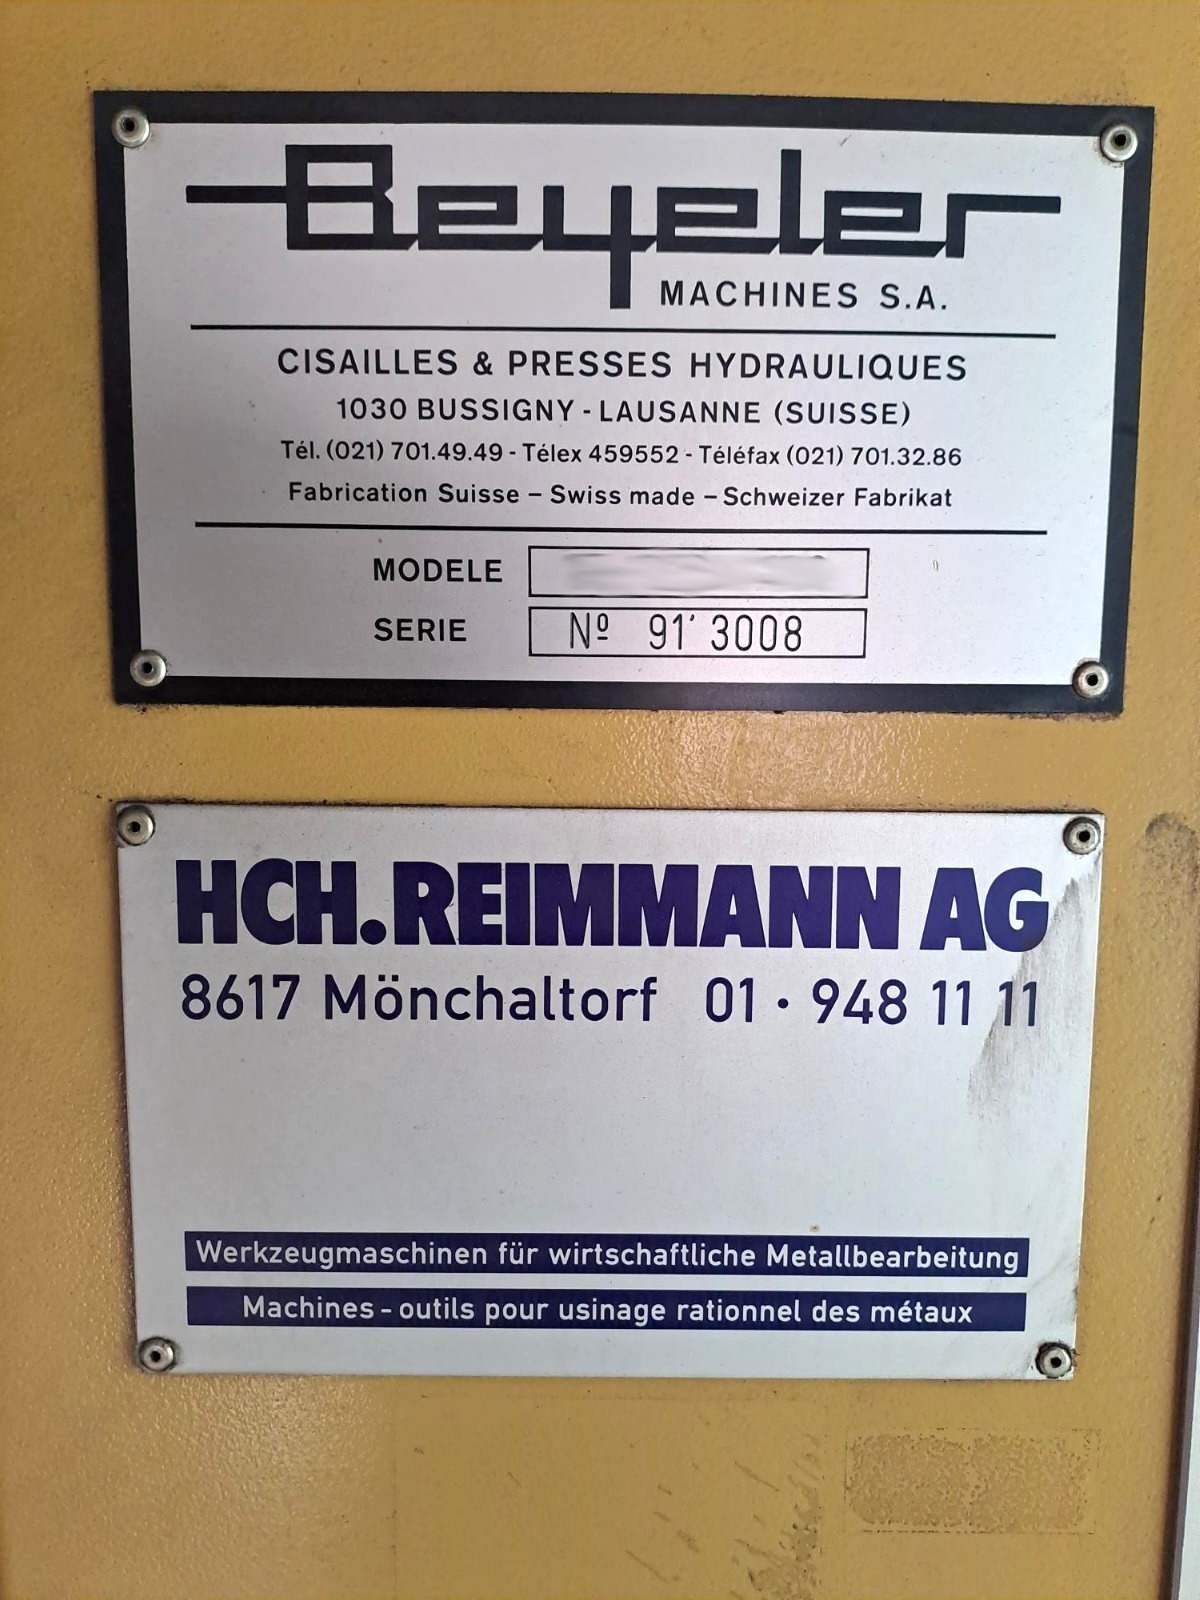 Beyeler
MACHINES S.A.
CISAILLES & PRESSES HYDRAULIQUES
1030 BUSSIGNY - LAUSANNE (SUISSE)
Tél. (021) 701.49.49 - Télex 459552 - Téléfax (021) 701.32.86
Fabrication Suisse – Swiss made – Schweizer Fabrikat
MODELE
SERIE Nº 91' 3008
HCH.REIMMANN AG
8617 Mönchaltorf 01 · 948 11 11
Werkzeugmaschinen für wirtschaftliche Metallbearbeitung
Machines - outils pour usinage rationnel des métaux